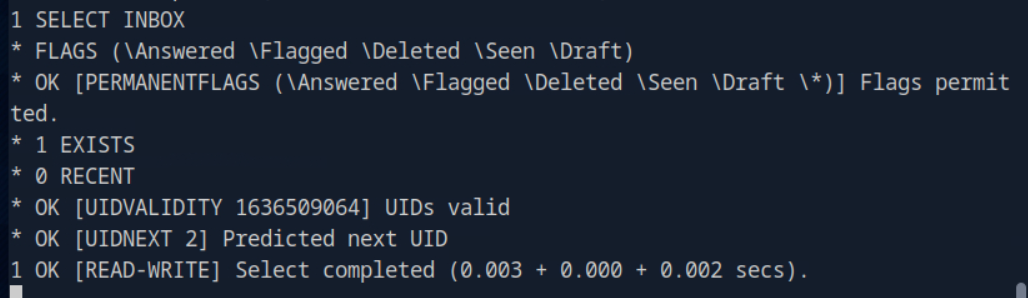 1 SELECT INBOX
* FLAGS (\Answered \Flagged \Deleted \Seen \Draft)
* OK [PERMANENTFLAGS (\Answered \Flagged \Deleted \Seen \Draft \*)] Flags permit
ted.
* 1 EXISTS
* 0 RECENT
* OK [UIDVALIDITY 1636509064] UIDs valid
* OK [UIDNEXT 2] Predicted next UID
1 OK [READ-WRITE] Select completed (0.003 + 0.000 + 0.002 secs).